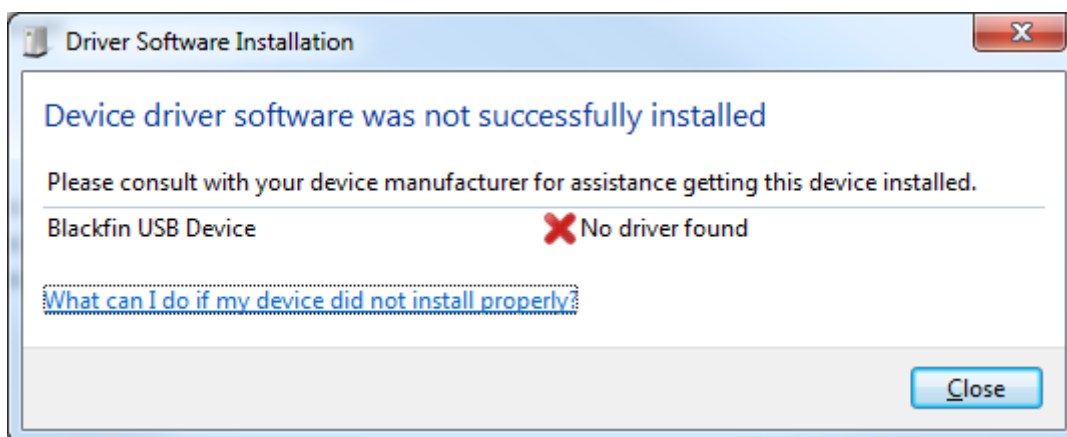 Driver Software Installation
Device driver software was not successfully installed
Please consult with your device manufacturer for assistance getting this device installed.
Blackfin USB Device No driver found
What can I do if my device did not install properly?
Close